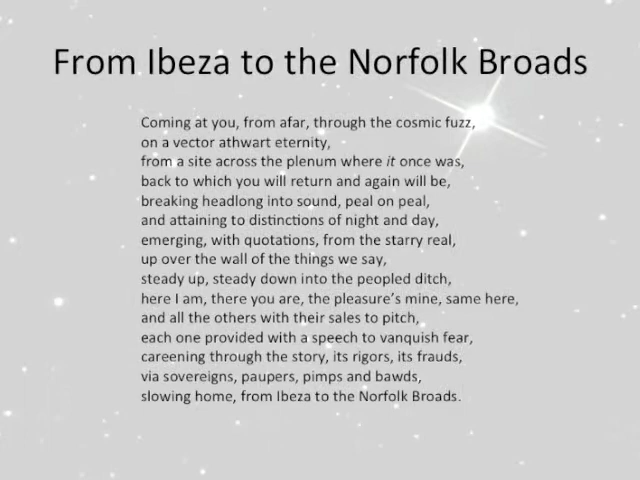 From Ibeza to the Norfolk Broads
Coming at you, from afar, through the cosmic fuzz,
on a vector athwart eternity,
from a site across the plenum where it once was,
back to which you will return and again will be,
breaking headlong into sound, peal on peal,
and attaining to distinctions of night and day,
emerging, with quotations, from the starry real,
up over the wall of the things we say,
steady up, steady down into the peopled ditch,
here I am, there you are, the pleasure’s mine, same here,
and all the others with their sales to pitch,
each one provided with a speech to vanquish fear,
careening through the story, its rigors, its frauds,
via sovereigns, paupers, pimps and bawds,
slowing home, from Ibeza to the Norfolk Broads.